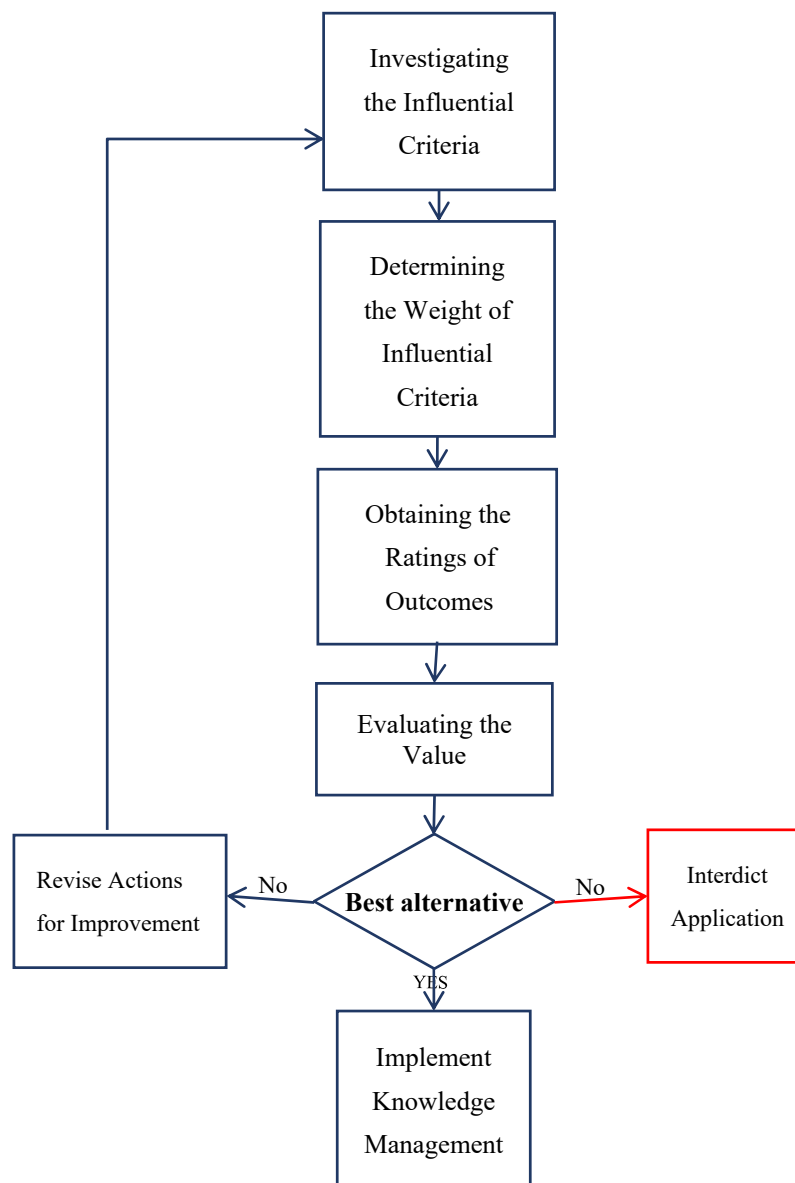 Investigating
the Influential
Criteria
Determining
the Weight of
Influential
Criteria
Obtaining the
Ratings of
Outcomes
Evaluating the
Value
Revise Actions
for Improvement
No
Best alternative
No
Interdict
Application
YES
Implement
Knowledge
Management